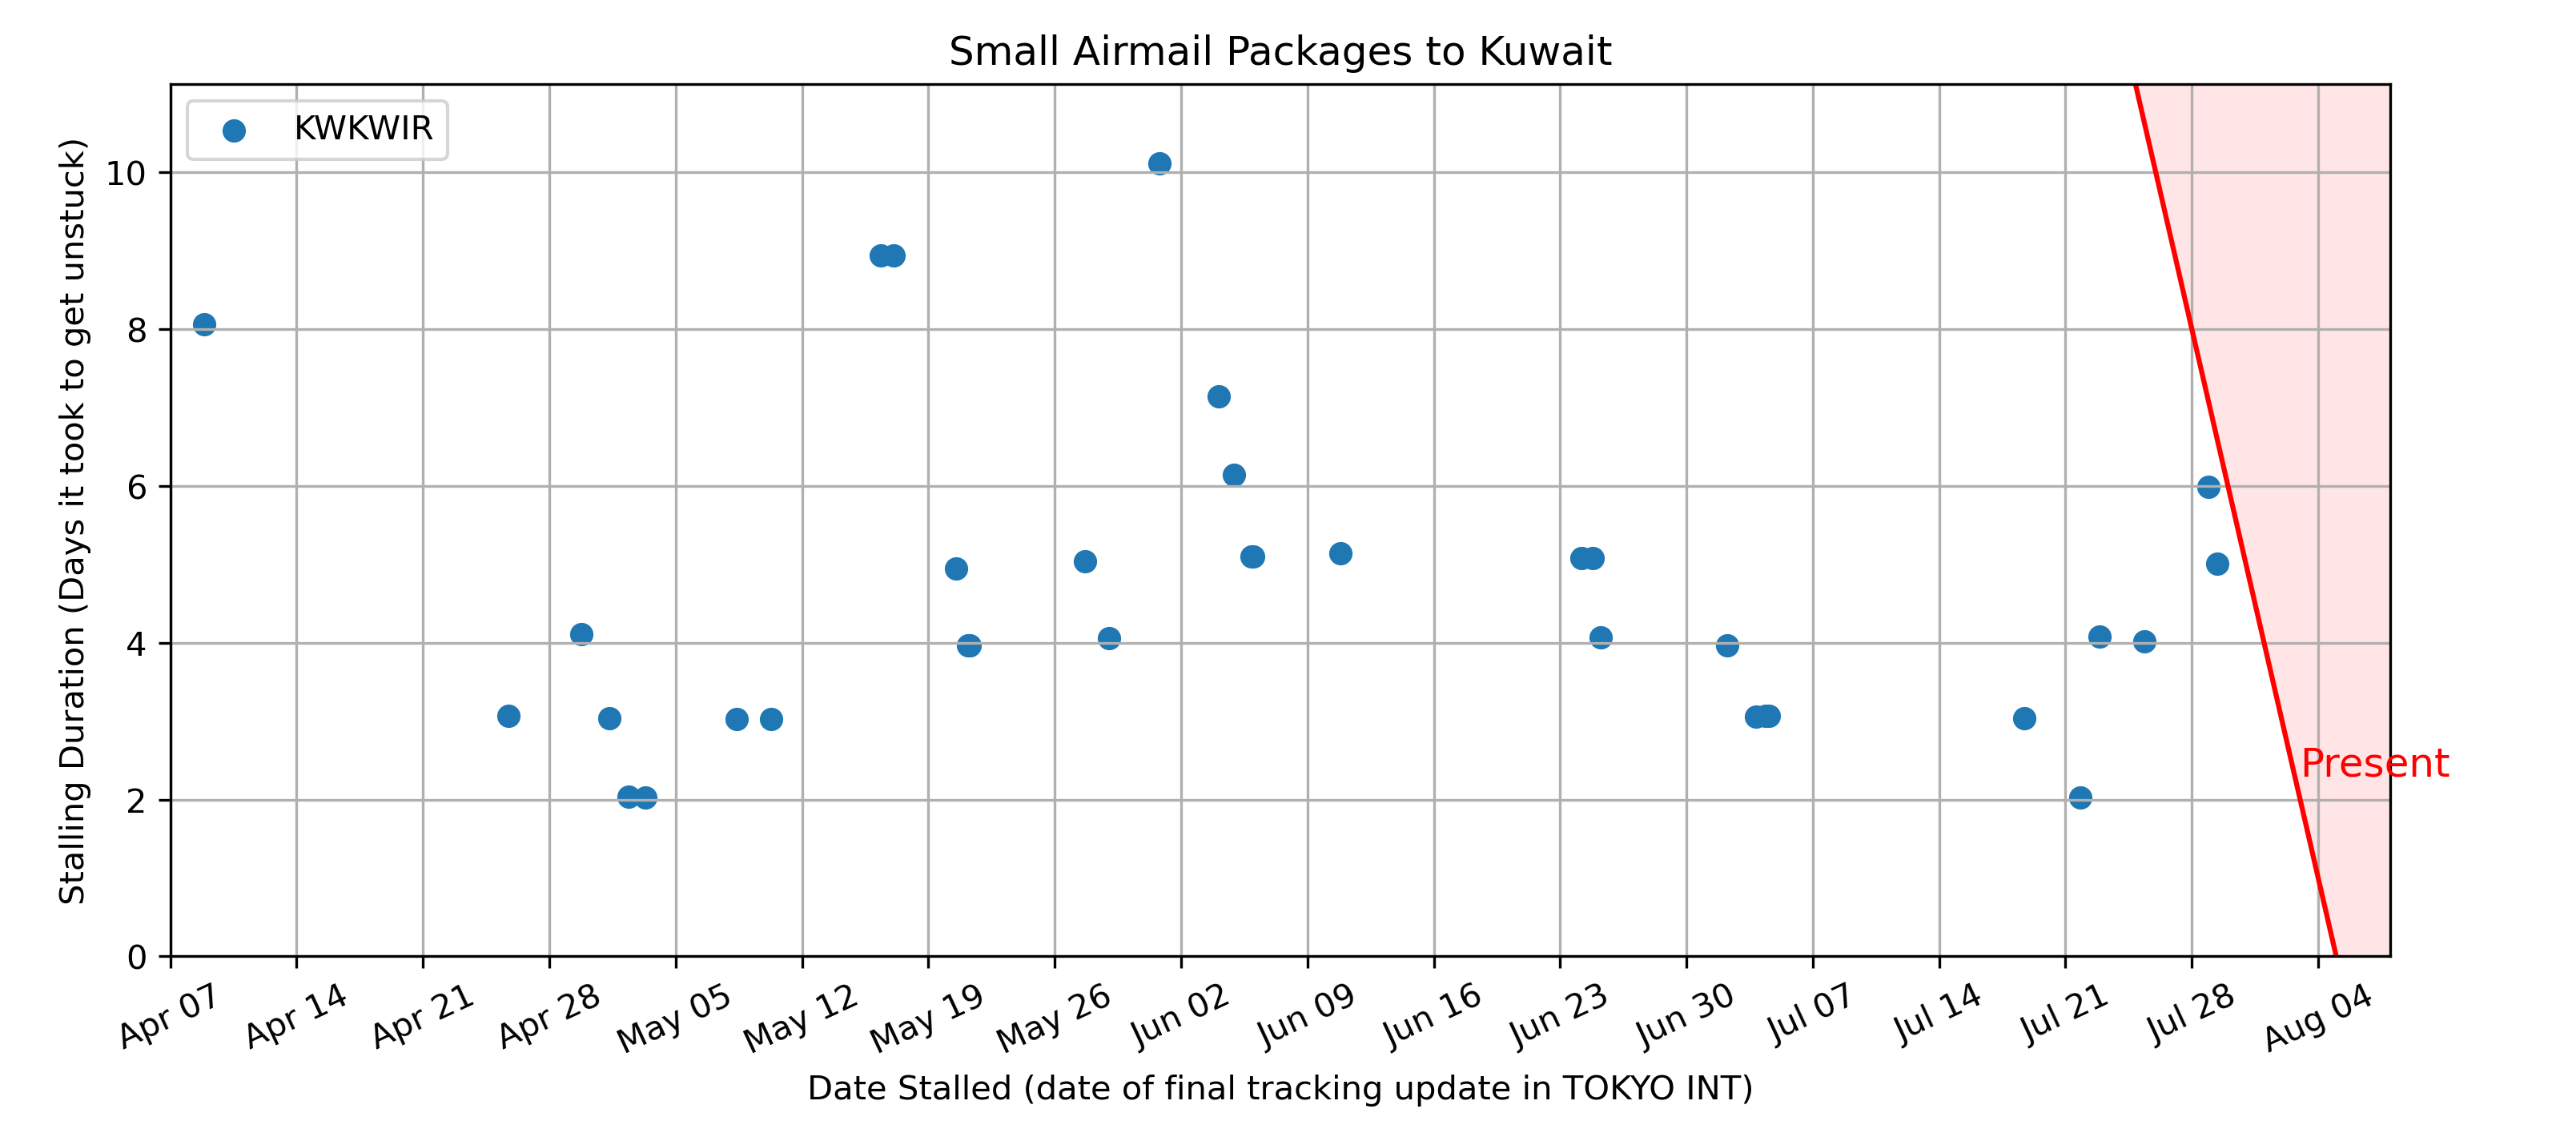 Small Airmail Packages to Kuwait
KWKWIR
Stalling Duration (Days it took to get unstuck)
10
8
6
4
2
0
Present
Apr 07
Apr 14
Apr 21
Apr 28
May 05
May 12
May 19
May 26
Jun 02
Jun 09
Jun 16
Jun 23
Jun 30
Jul 07
Jul 14
Jul 21
Jul 28
Aug 04
Date Stalled (date of final tracking update in TOKYO INT)